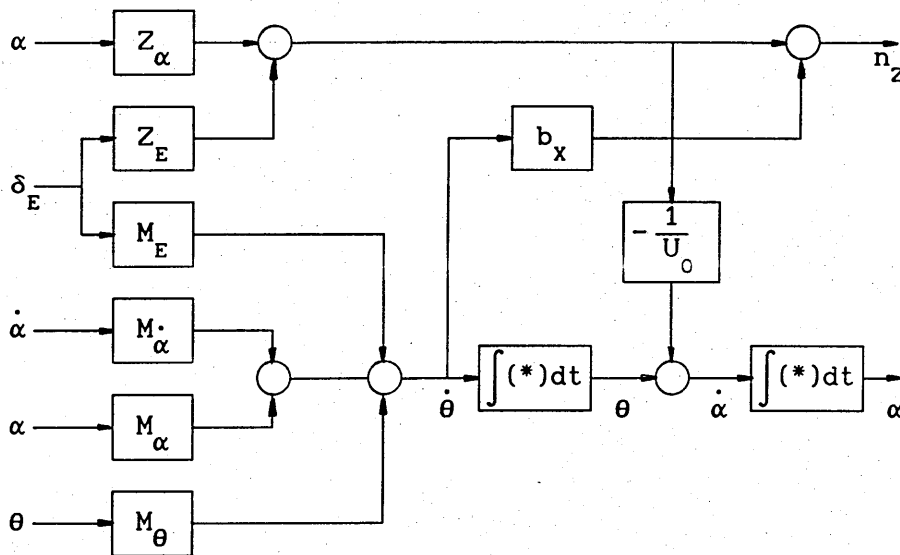 α
Z_α
n_z
δ_E
Z_E
b_x
M_E
- 1/U_0
α̇
M_α̇
∫(*)dt
∫(*)dt
θ̇
θ
α̇
α
α
M_α
θ
M_θ